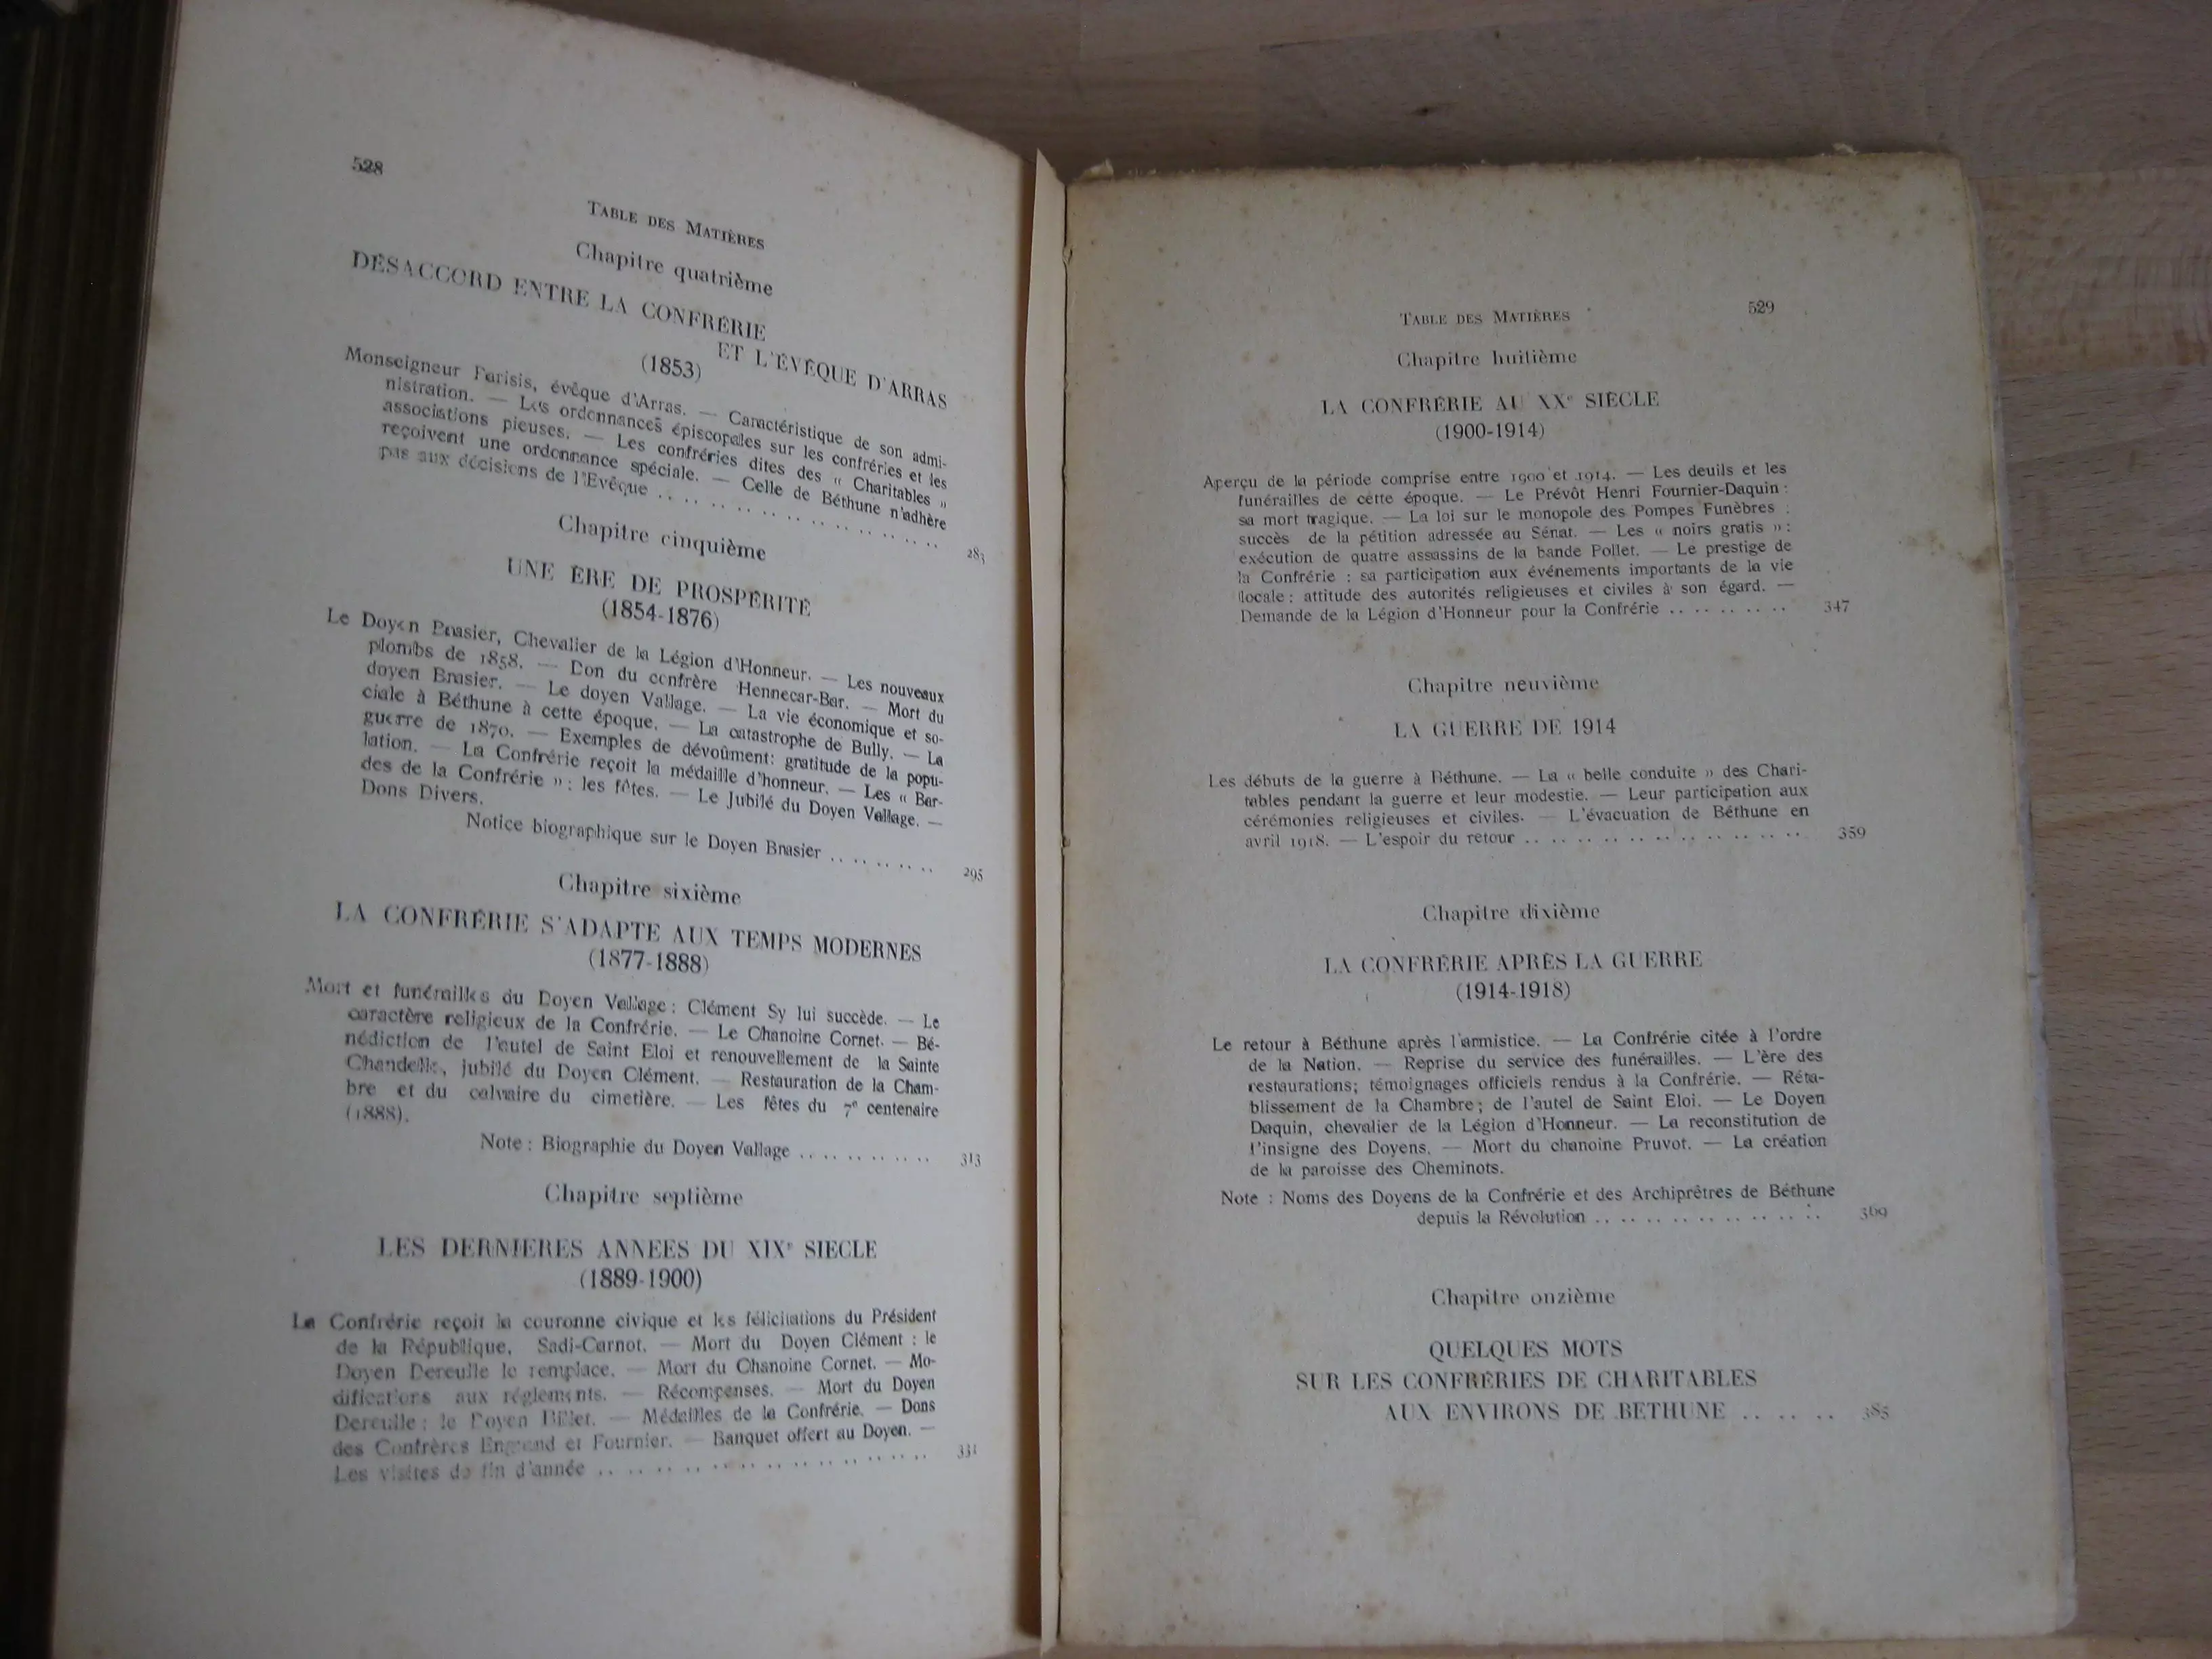 528
TABLE DES MATIÈRES
Chapitre quatrième
DÉSACCORD ENTRE LA CONFRÉRIE
ET L'ÉVÊQUE D'ARRAS
(1853)
Monseigneur Parisis, évêque d'Arras. — Caractéristique de son admi-
nistration. — Les ordonnances épiscopales sur les confréries et les
associations pieuses. — Les confréries dites des « Charitables »
reçoivent une ordonnance spéciale. — Celle de Béthune n'adhère
pas aux décisions de l'Evêque .. .. .. .. .. .. .. .. .. .. .. 283
Chapitre cinquième
UNE ÈRE DE PROSPÉRITÉ
(1854-1876)
Le Doyen Brasier, Chevalier de la Légion d'Honneur. — Les nouveaux
plombs de 1858. — Don du confrère Hennecar-Bar. — Mort du
doyen Brasier. — Le doyen Vallage. — La vie économique et so-
ciale à Béthune à cette époque. — La catastrophe de Bully. — La
guerre de 1870. — Exemples de dévoûment: gratitude de la popu-
lation. — La Confrérie reçoit la médaille d'honneur. — Les « Bar-
des de la Confrérie » : les fêtes. — Le Jubilé du Doyen Vallage. —
Dons Divers.
Notice biographique sur le Doyen Brasier .. .. .. .. .. 295
Chapitre sixième
LA CONFRÉRIE S'ADAPTE AUX TEMPS MODERNES
(1877-1888)
Mort et funérailles du Doyen Vallage : Clément Sy lui succède. — Le
caractère religieux de la Confrérie. — Le Chanoine Cornet. — Bé-
nédiction de l'autel de Saint Eloi et renouvellement de la Sainte
Chandelle, jubilé du Doyen Clément. — Restauration de la Cham-
bre et du calvaire du cimetière. — Les fêtes du 7e centenaire
(1888).
Note : Biographie du Doyen Vallage .. .. .. .. .. .. 313
Chapitre septième
LES DERNIERES ANNEES DU XIXe SIECLE
(1889-1900)
La Confrérie reçoit la couronne civique et les félicitations du Président
de la République, Sadi-Carnot. — Mort du Doyen Clément : le
Doyen Dereulle le remplace. — Mort du Chanoine Cornet. — Mo-
difications aux réglements. — Récompenses. — Mort du Doyen
Dereulle : le Doyen Billet. — Médailles de la Confrérie. — Dons
des Confrères Engrand et Fournier. — Banquet offert au Doyen. —
Les visites de fin d'année .. .. .. .. .. .. .. .. .. .. .. .. 331
TABLE DES MATIÈRES 529
Chapitre huitième
LA CONFRÉRIE AU XXe SIÈCLE
(1900-1914)
Aperçu de la période comprise entre 1900 et 1914. — Les deuils et les
funérailles de cette époque. — Le Prévôt Henri Fournier-Daquin :
sa mort tragique. — La loi sur le monopole des Pompes Funèbres :
succès de la pétition adressée au Sénat. — Les « noirs gratis » :
exécution de quatre assassins de la bande Pollet. — Le prestige de
la Confrérie : sa participation aux événements importants de la vie
locale : attitude des autorités religieuses et civiles à son égard. —
Demande de la Légion d'Honneur pour la Confrérie .. .. .. .. .. 347
Chapitre neuvième
LA GUERRE DE 1914
Les débuts de la guerre à Béthune. — La « belle conduite » des Chari-
tables pendant la guerre et leur modestie. — Leur participation aux
cérémonies religieuses et civiles. — L'évacuation de Béthune en
avril 1918. — L'espoir du retour .. .. .. .. .. .. .. .. .. .. .. 359
Chapitre dixième
LA CONFRÉRIE APRÈS LA GUERRE
(1914-1918)
Le retour à Béthune après l'armistice. — La Confrérie citée à l'ordre
de la Nation. — Reprise du service des funérailles. — L'ère des
restaurations; témoignages officiels rendus à la Confrérie. — Réta-
blissement de la Chambre ; de l'autel de Saint Eloi. — Le Doyen
Daquin, chevalier de la Légion d'Honneur. — La reconstitution de
l'insigne des Doyens. — Mort du chanoine Pruvot. — La création
de la paroisse des Cheminots.
Note : Noms des Doyens de la Confrérie et des Archiprêtres de Béthune
depuis la Révolution .. .. .. .. .. .. .. .. .. 369
Chapitre onzième
QUELQUES MOTS
SUR LES CONFRÉRIES DE CHARITABLES
AUX ENVIRONS DE BETHUNE .. .. .. .. 385